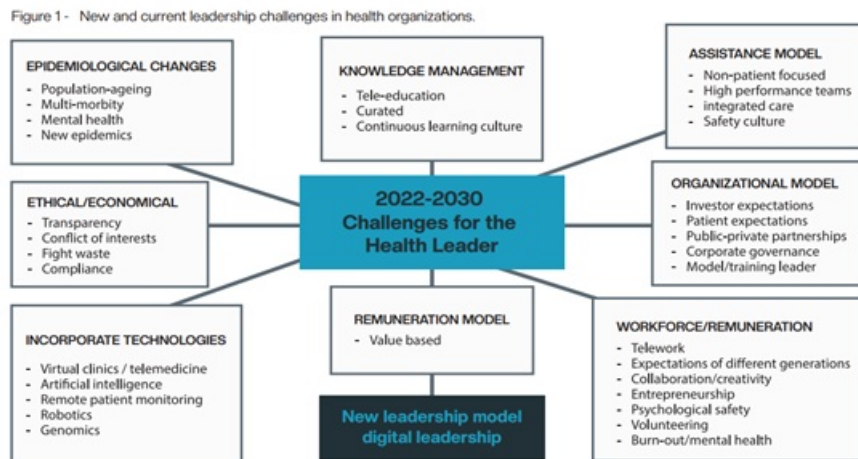 Figure 1 - New and current leadership challenges in health organizations.
EPIDEMIOLOGICAL CHANGES
- Population-ageing
- Multi-morbity
- Mental health
- New epidemics
KNOWLEDGE MANAGEMENT
- Tele-education
- Curated
- Continuous learning culture
ASSISTANCE MODEL
- Non-patient focused
- High performance teams
- integrated care
- Safety culture
ETHICAL/ECONOMICAL
- Transparency
- Conflict of interests
- Fight waste
- Compliance
2022-2030
Challenges for the
Health Leader
ORGANIZATIONAL MODEL
- Investor expectations
- Patient expectations
- Public-private partnerships
- Corporate governance
- Model/training leader
INCORPORATE TECHNOLOGIES
- Virtual clinics / telemedicine
- Artificial intelligence
- Remote patient monitoring
- Robotics
- Genomics
REMUNERATION MODEL
- Value based
WORKFORCE/REMUNERATION
- Telework
- Expectations of different generations
- Collaboration/creativity
- Entrepreneurship
- Psychological safety
- Volunteering
- Burn-out/mental health
New leadership model
digital leadership